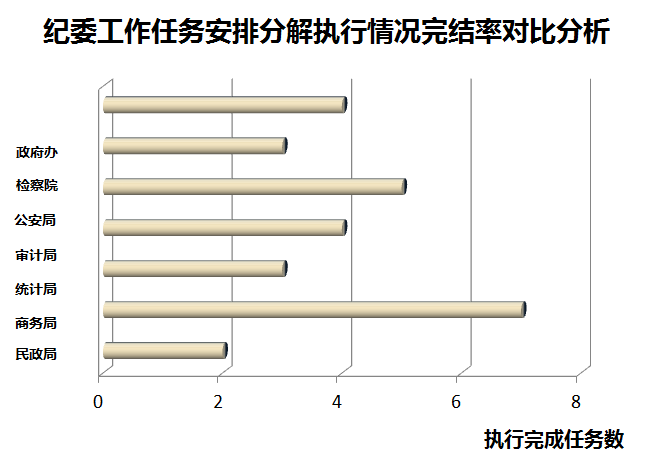 纪委工作任务安排分解执行情况完结率对比分析
政府办
检察院
公安局
审计局
统计局
商务局
民政局
0 2 4 6 8
执行完成任务数